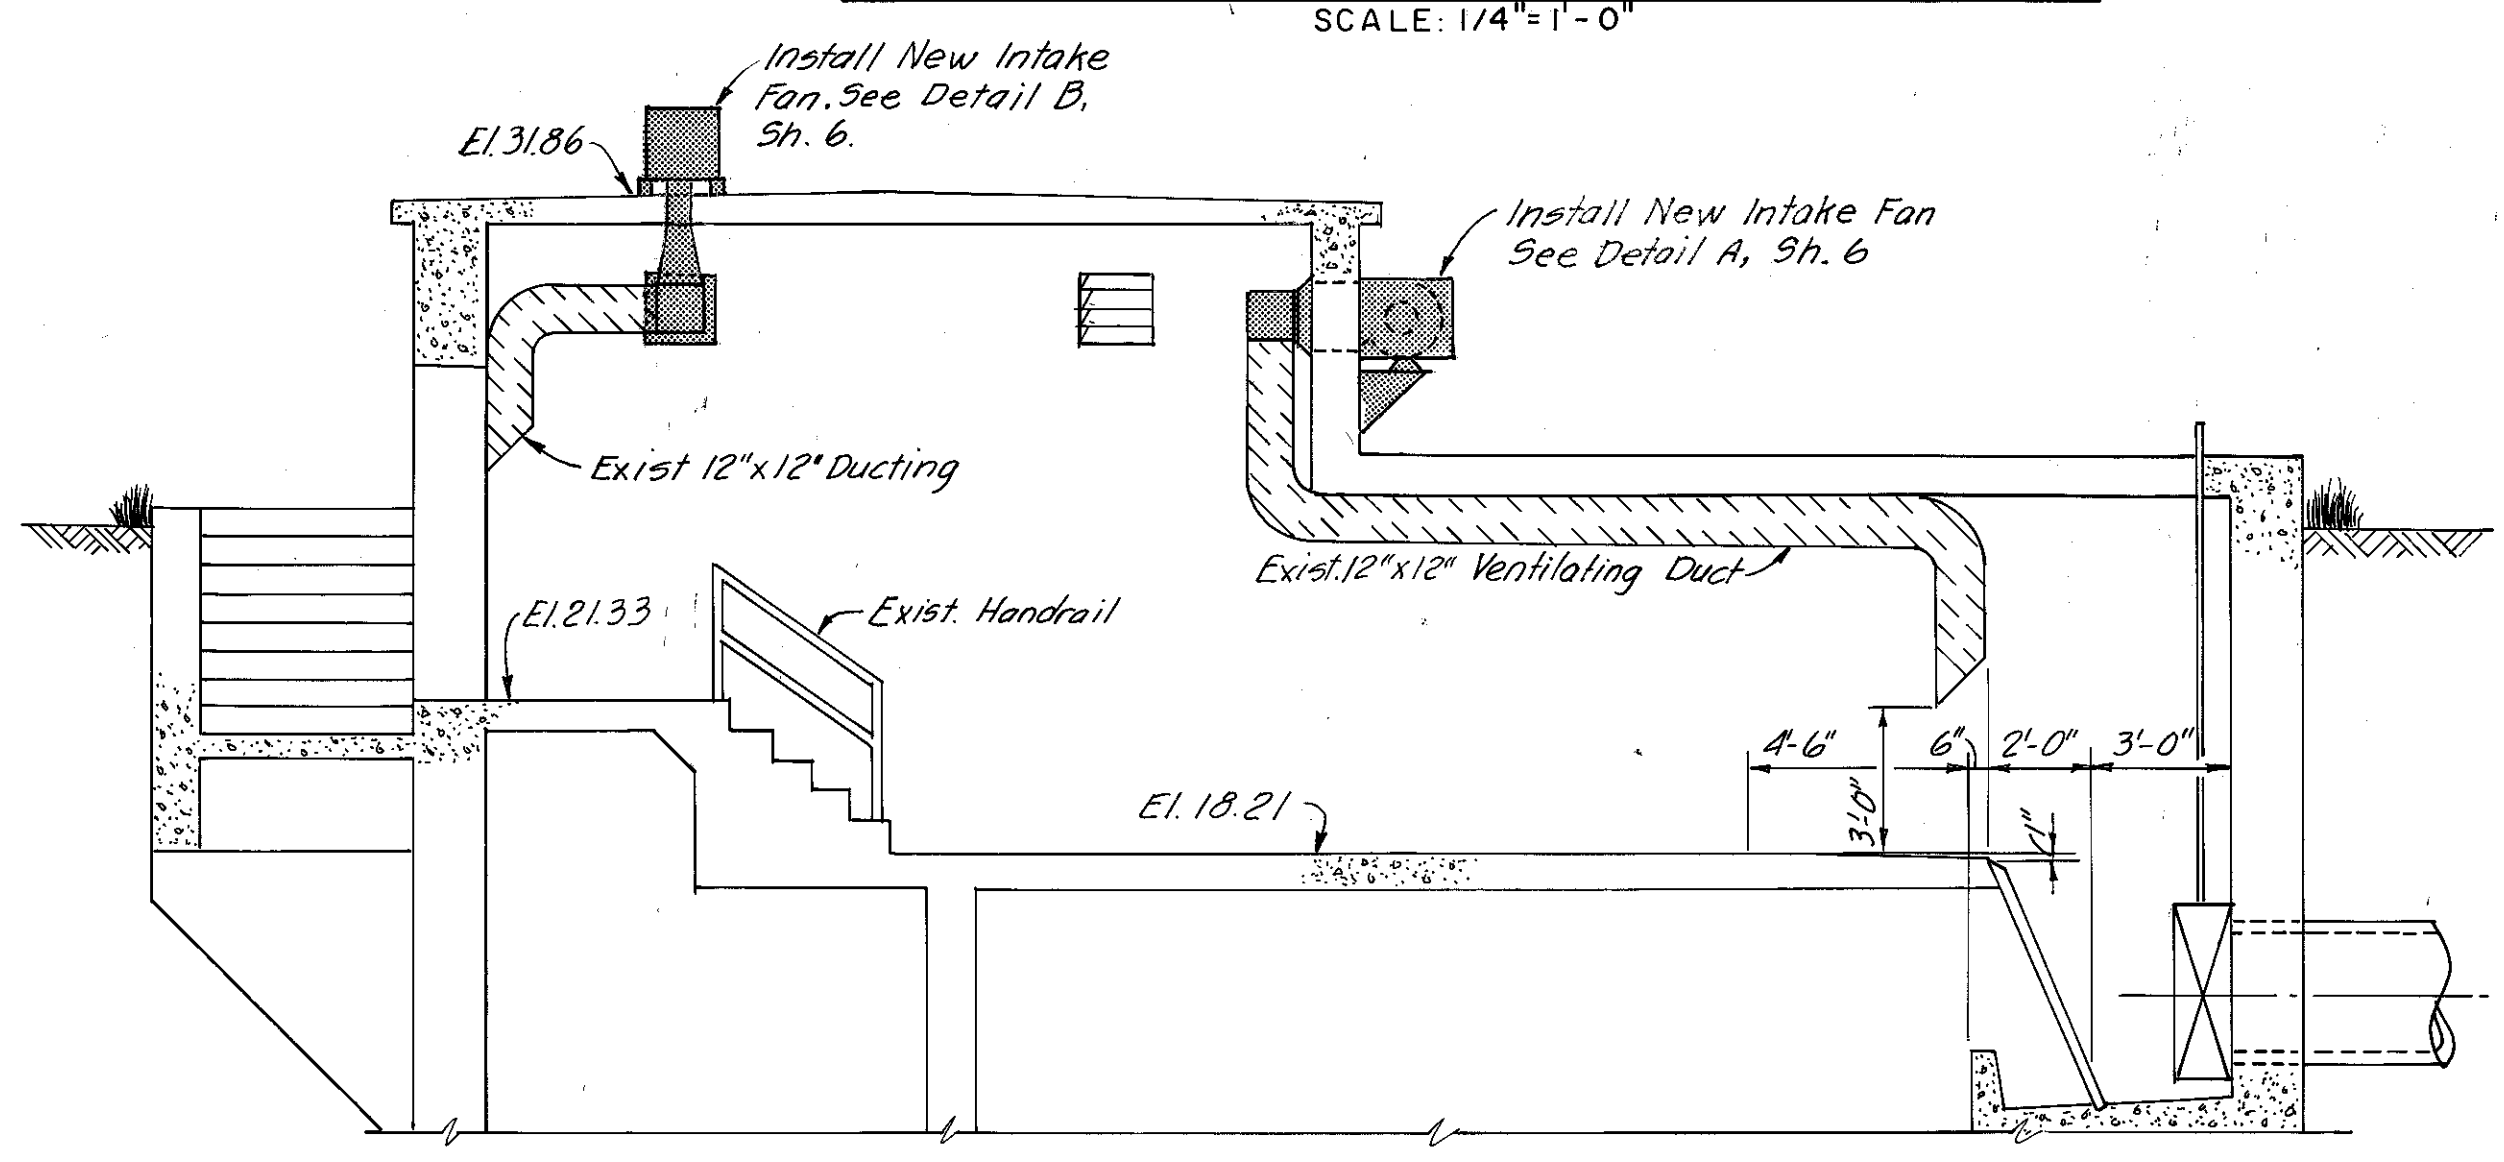 SCALE: 1/4"=1'-0"
Install New Intake
Fan. See Detail B,
Sh. 6.
El. 31.86
Install New Intake Fan
See Detail A, Sh. 6
Exist 12"x12" Ducting
Exist. 12"x12" Ventilating Duct
El. 21.33
Exist. Handrail
4'-6"
6"
2'-0"
3'-0"
El. 18.21
3'-0"
1"